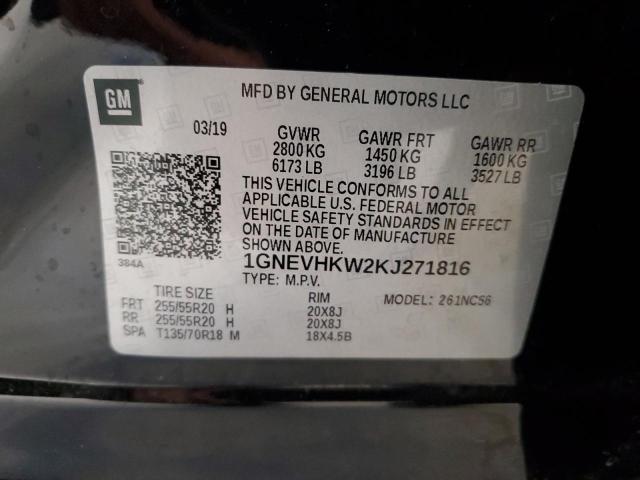 GM
MFD BY GENERAL MOTORS LLC
03/19 GVWR GAWR FRT GAWR RR
2800 KG 1450 KG 1600 KG
6173 LB 3196 LB 3527 LB
THIS VEHICLE CONFORMS TO ALL
APPLICABLE U.S. FEDERAL MOTOR
VEHICLE SAFETY STANDARDS IN EFFECT
ON THE DATE OF MANUFACTURE
SHOWN ABOVE.
384A
1GNEVHKW2KJ271816
TYPE: M.P.V.
TIRE SIZE RIM MODEL: 261NC56
FRT 255/55R20 H 20X8J
RR 255/55R20 H 20X8J
SPA T135/70R18 M 18X4.5B